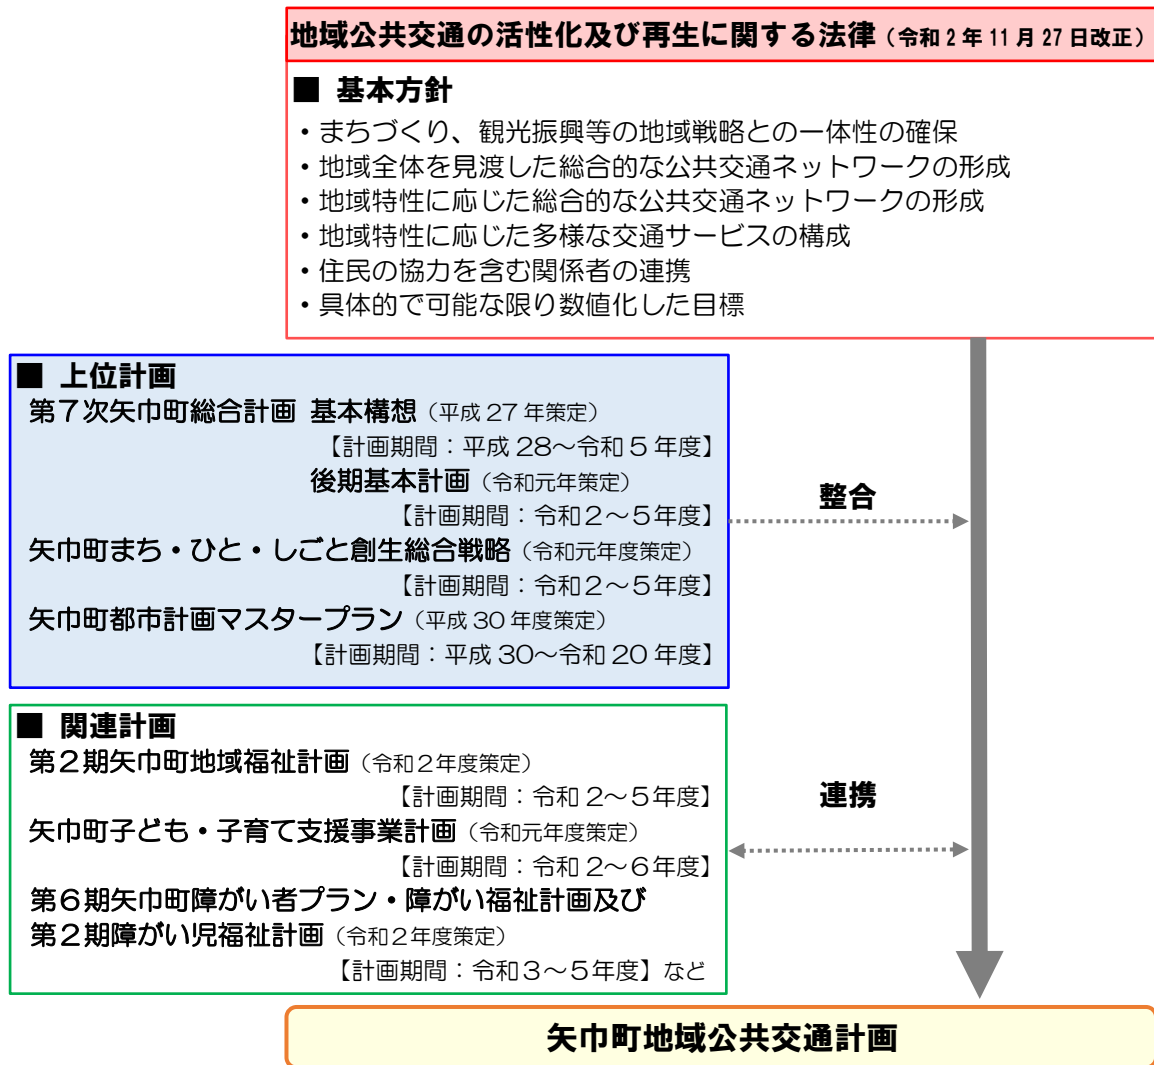 地域公共交通の活性化及び再生に関する法律（令和2年11月27日改正）
■ 基本方針
・まちづくり、観光振興等の地域戦略との一体性の確保
・地域全体を見渡した総合的な公共交通ネットワークの形成
・地域特性に応じた総合的な公共交通ネットワークの形成
・地域特性に応じた多様な交通サービスの構成
・住民の協力を含む関係者の連携
・具体的で可能な限り数値化した目標
■ 上位計画
第７次矢巾町総合計画 基本構想（平成27年策定）
【計画期間：平成28～令和5年度】
後期基本計画（令和元年策定）
【計画期間：令和２～５年度】
矢巾町まち・ひと・しごと創生総合戦略（令和元年度策定）
【計画期間：令和２～５年度】
矢巾町都市計画マスタープラン（平成30年度策定）
【計画期間：平成30～令和20年度】
整合
■ 関連計画
第２期矢巾町地域福祉計画（令和２年度策定）
【計画期間：令和2～５年度】
矢巾町子ども・子育て支援事業計画（令和元年度策定）
【計画期間：令和2～６年度】
第６期矢巾町障がい者プラン・障がい福祉計画及び
第２期障がい児福祉計画（令和２年度策定）
【計画期間：令和３～５年度】など
連携
矢巾町地域公共交通計画